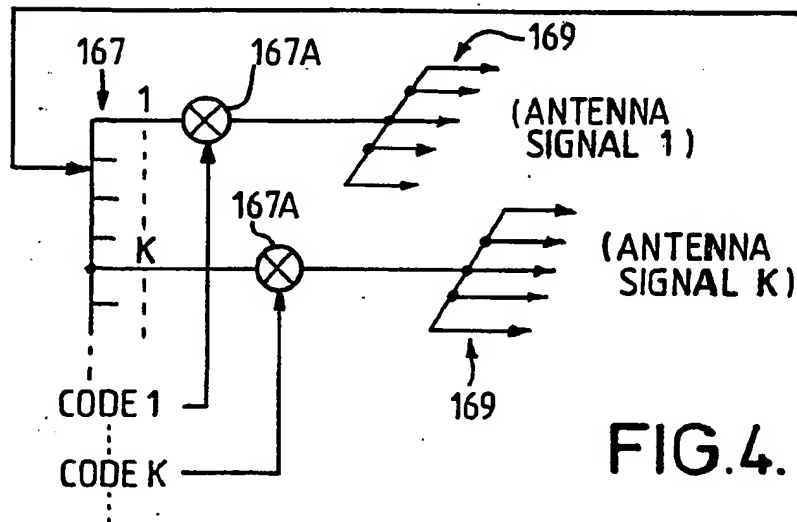 167
1
167A
169
(ANTENNA
SIGNAL 1)
167A
K
(ANTENNA
SIGNAL K)
CODE 1
169
CODE K
FIG.4.